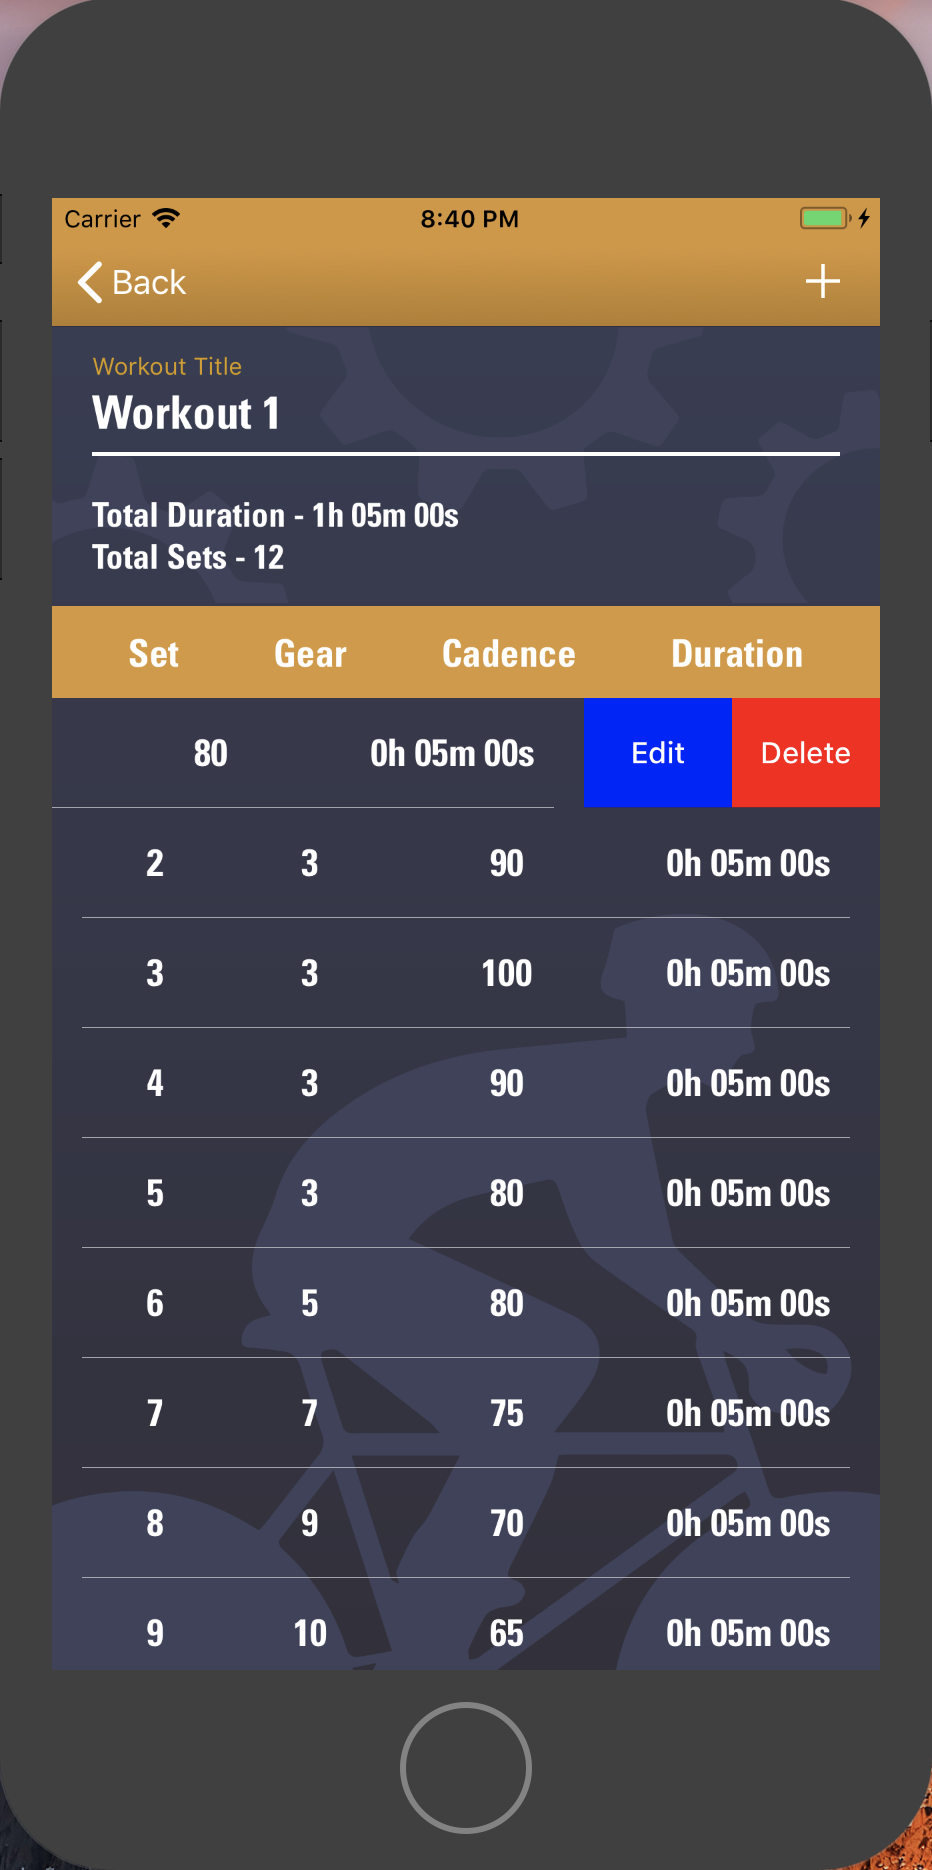 Carrier 8:40 PM
Back +
Workout Title
Workout 1
Total Duration - 1h 05m 00s
Total Sets - 12
Set Gear Cadence Duration
80 0h 05m 00s Edit Delete
2 3 90 0h 05m 00s
3 3 100 0h 05m 00s
4 3 90 0h 05m 00s
5 3 80 0h 05m 00s
6 5 80 0h 05m 00s
7 7 75 0h 05m 00s
8 9 70 0h 05m 00s
9 10 65 0h 05m 00s